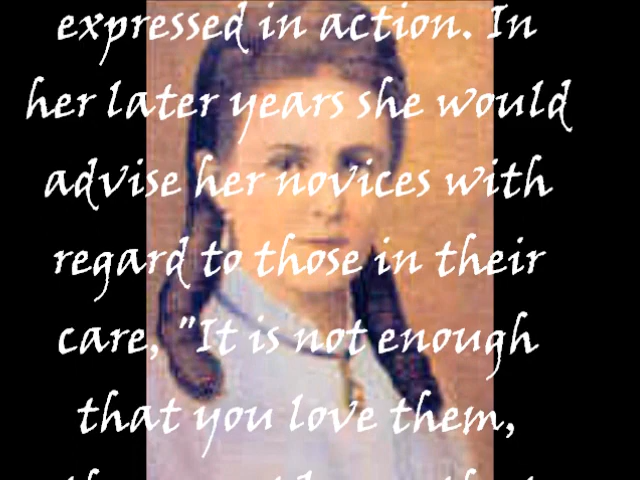 expressed in action. In
her later years she would
advise her novices with
regard to those in their
care, "It is not enough
that you love them,